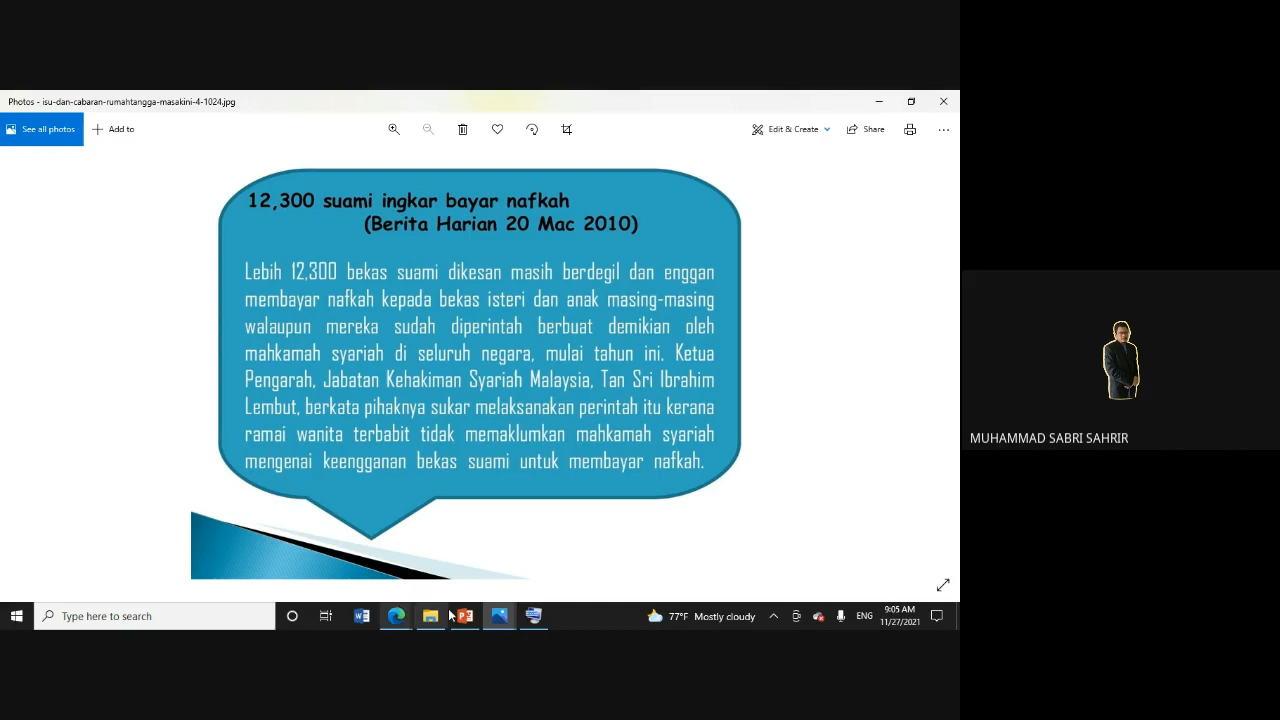 Photos - isu-dan-cabaran-rumahtangga-masakini-4-1024.jpg
See all photos
Add to
Edit & Create
Share
12,300 suami ingkar bayar nafkah
(Berita Harian 20 Mac 2010)
Lebih 12,300 bekas suami dikesan masih berdegil dan enggan
membayar nafkah kepada bekas isteri dan anak masing-masing
walaupun mereka sudah diperintah berbuat demikian oleh
mahkamah syariah di seluruh negara, mulai tahun ini. Ketua
Pengarah, Jabatan Kehakiman Syariah Malaysia, Tan Sri Ibrahim
Lembut, berkata pihaknya sukar melaksanakan perintah itu kerana
ramai wanita terbabit tidak memaklumkan mahkamah syariah
mengenai keengganan bekas suami untuk membayar nafkah.
MUHAMMAD SABRI SAHRIR
Type here to search
77°F Mostly cloudy
ENG
9:05 AM
11/27/2021